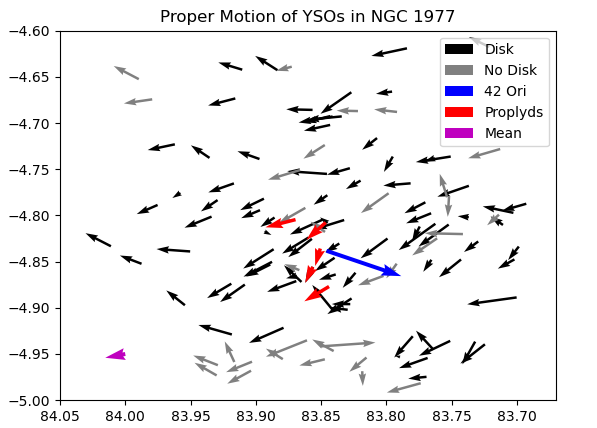 Proper Motion of YSOs in NGC 1977
−4.60
−4.65
−4.70
−4.75
−4.80
−4.85
−4.90
−4.95
−5.00
Disk
No Disk
42 Ori
Proplyds
Mean
84.05 84.00 83.95 83.90 83.85 83.80 83.75 83.70